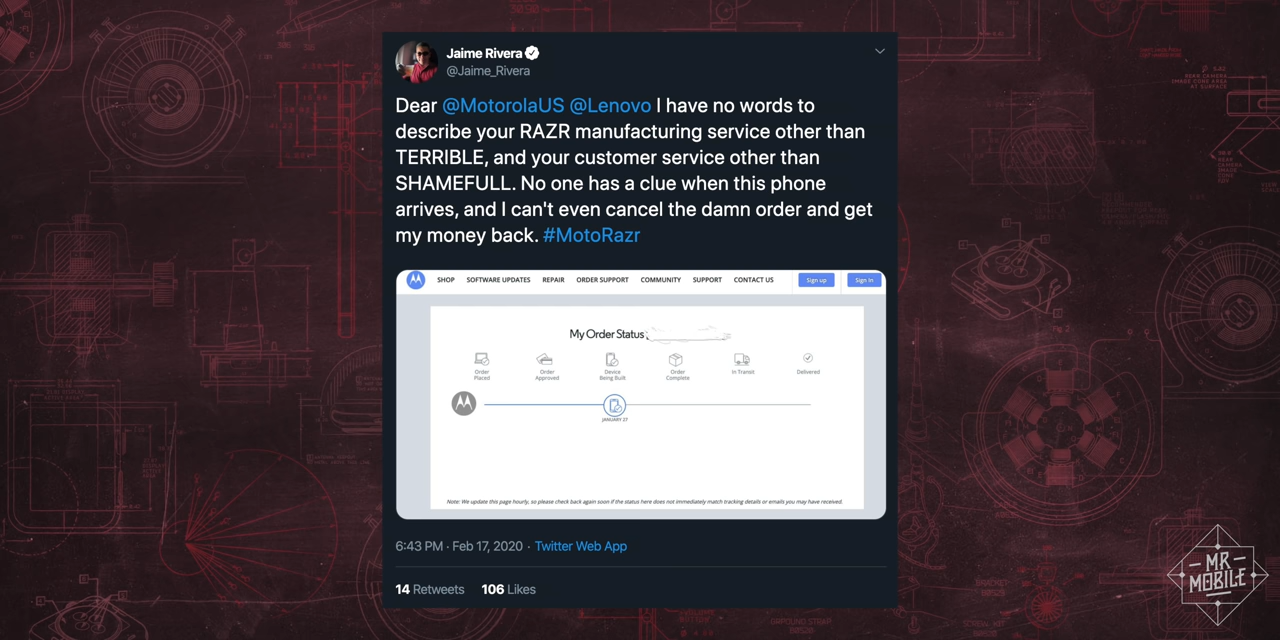 Jaime Rivera
@Jaime_Rivera
Dear @MotorolaUS @Lenovo I have no words to
describe your RAZR manufacturing service other than
TERRIBLE, and your customer service other than
SHAMEFULL. No one has a clue when this phone
arrives, and I can't even cancel the damn order and get
my money back. #MotoRazr
SHOP SOFTWARE UPDATES REPAIR ORDER SUPPORT COMMUNITY SUPPORT CONTACT US Sign up Sign in
My Order Status
Order Placed
Order Approved
Device Being Built
Order Complete
In Transit
Delivered
JANUARY 27
Note: We update this page hourly, so please check back again soon if the status here does not immediately match tracking details or emails you may have received.
6:43 PM · Feb 17, 2020 · Twitter Web App
14 Retweets 106 Likes
MR
MOBILE